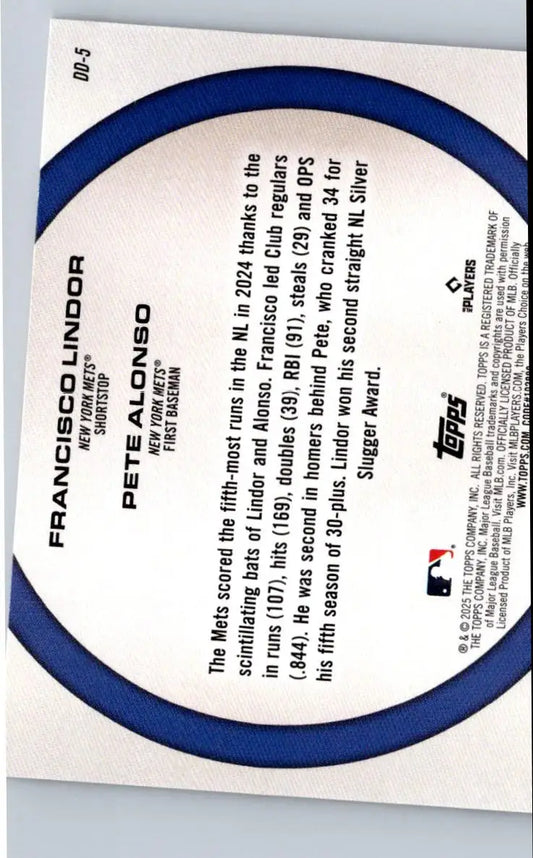 DD-5
FRANCISCO LINDOR
NEW YORK METS®
SHORTSTOP
PETE ALONSO
NEW YORK METS®
FIRST BASEMAN
The Mets scored the fifth-most runs in the NL in 2024 thanks to the
scintillating bats of Lindor and Alonso. Francisco led Club regulars
in runs (107), hits (169), doubles (39), RBI (91), steals (29) and OPS
(.844). He was second in homers behind Pete, who cranked 34 for
his fifth season of 30-plus. Lindor won his second straight NL Silver
Slugger Award.
topps
MLB PLAYERS
® & © 2025 THE TOPPS COMPANY, INC. ALL RIGHTS RESERVED. TOPPS IS A REGISTERED TRADEMARK OF
THE TOPPS COMPANY, INC. Major League Baseball trademarks and copyrights are used with permission
of Major League Baseball. Visit MLB.com. OFFICIALLY LICENSED PRODUCT OF MLB. Officially
Licensed Product of MLB Players, Inc. Visit MLBPLAYERS.COM, the Players Choice on the web
WWW.TOPPS.COM